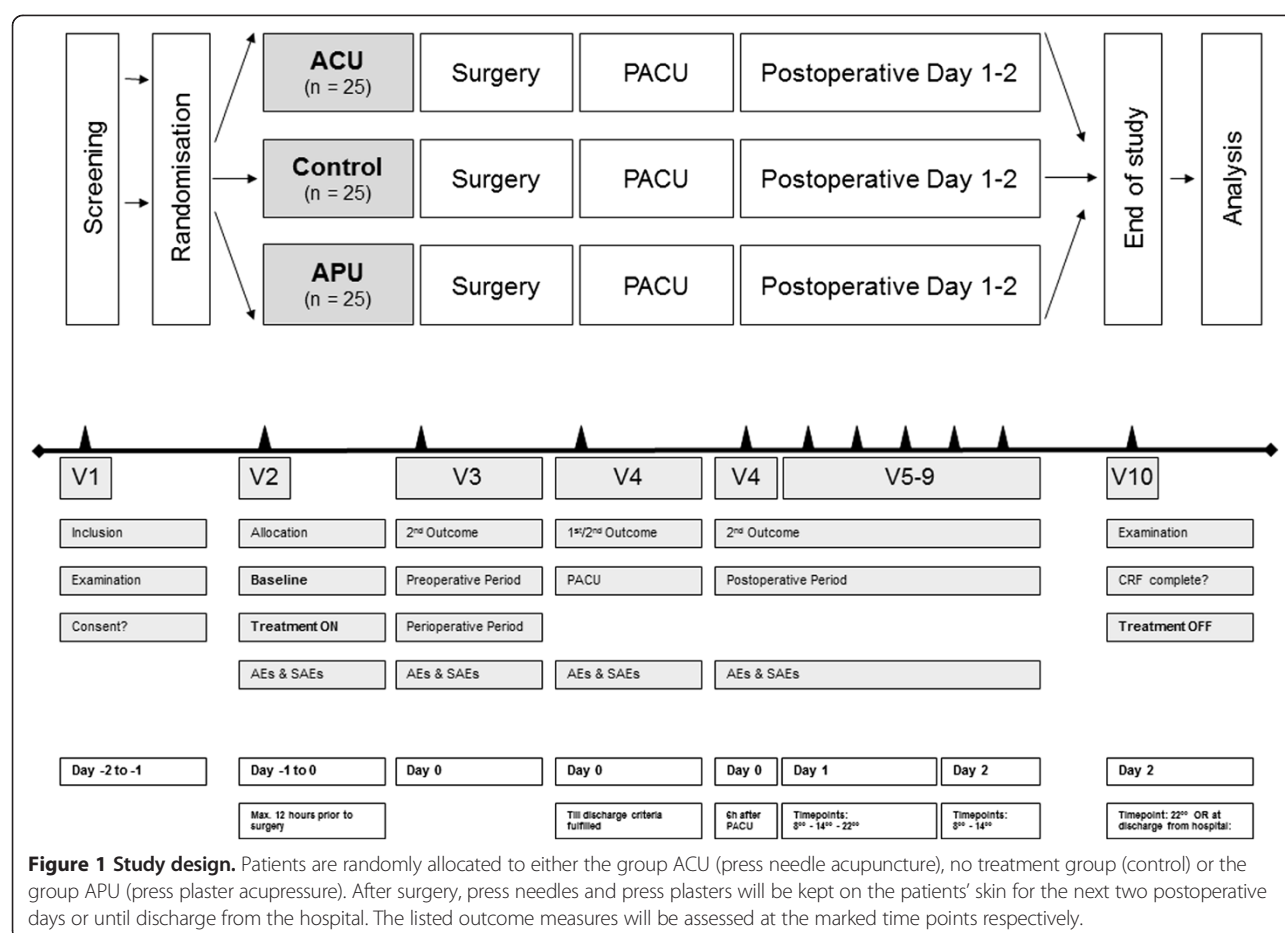 Screening
Randomisation
ACU
(n = 25)
Surgery
PACU
Postoperative Day 1-2
Control
(n = 25)
Surgery
PACU
Postoperative Day 1-2
APU
(n = 25)
Surgery
PACU
Postoperative Day 1-2
End of study
Analysis
V1
V2
V3
V4
V4
V5-9
V10
Inclusion
Allocation
2nd Outcome
1st/2nd Outcome
2nd Outcome
Examination
Examination
Baseline
Preoperative Period
PACU
Postoperative Period
CRF complete?
Consent?
Treatment ON
Perioperative Period
Treatment OFF
AEs & SAEs
AEs & SAEs
AEs & SAEs
AEs & SAEs
Day -2 to -1
Day -1 to 0
Day 0
Day 0
Day 0
Day 1
Day 2
Day 2
Max. 12 hours prior to
surgery
Till discharge criteria
fulfilled
6h after
PACU
Timepoints:
8⁰⁰ - 14⁰⁰ - 22⁰⁰
Timepoints:
8⁰⁰ - 14⁰⁰
Timepoint: 22⁰⁰ OR at
discharge from hospital:
Figure 1 Study design. Patients are randomly allocated to either the group ACU (press needle acupuncture), no treatment group (control) or the
group APU (press plaster acupressure). After surgery, press needles and press plasters will be kept on the patients' skin for the next two postoperative
days or until discharge from the hospital. The listed outcome measures will be assessed at the marked time points respectively.